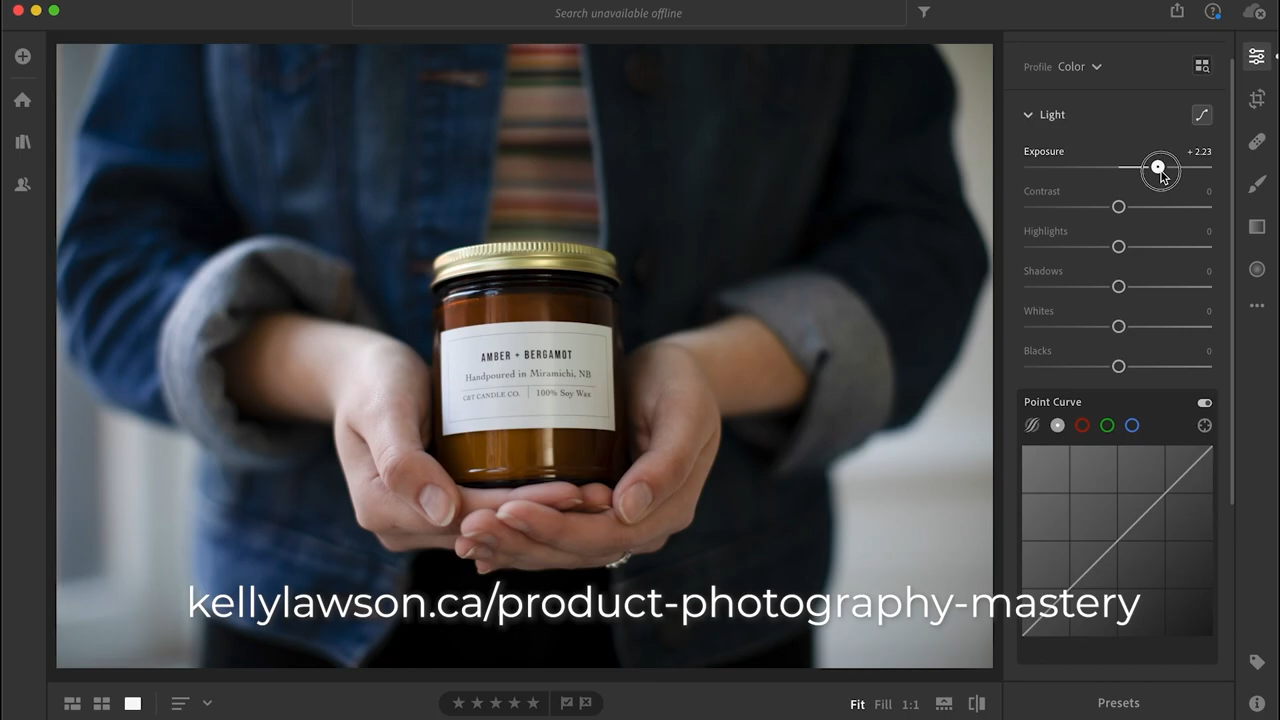 Search unavailable offline
Profile Color
Light
Exposure + 2.23
Contrast 0
Highlights 0
Shadows 0
Whites 0
Blacks 0
Point Curve
AMBER + BERGAMOT
Handpoured in Miramichi, NB
C&T CANDLE CO. 100% Soy Wax
kellylawson.ca/product-photography-mastery
Fit Fill 1:1
Presets